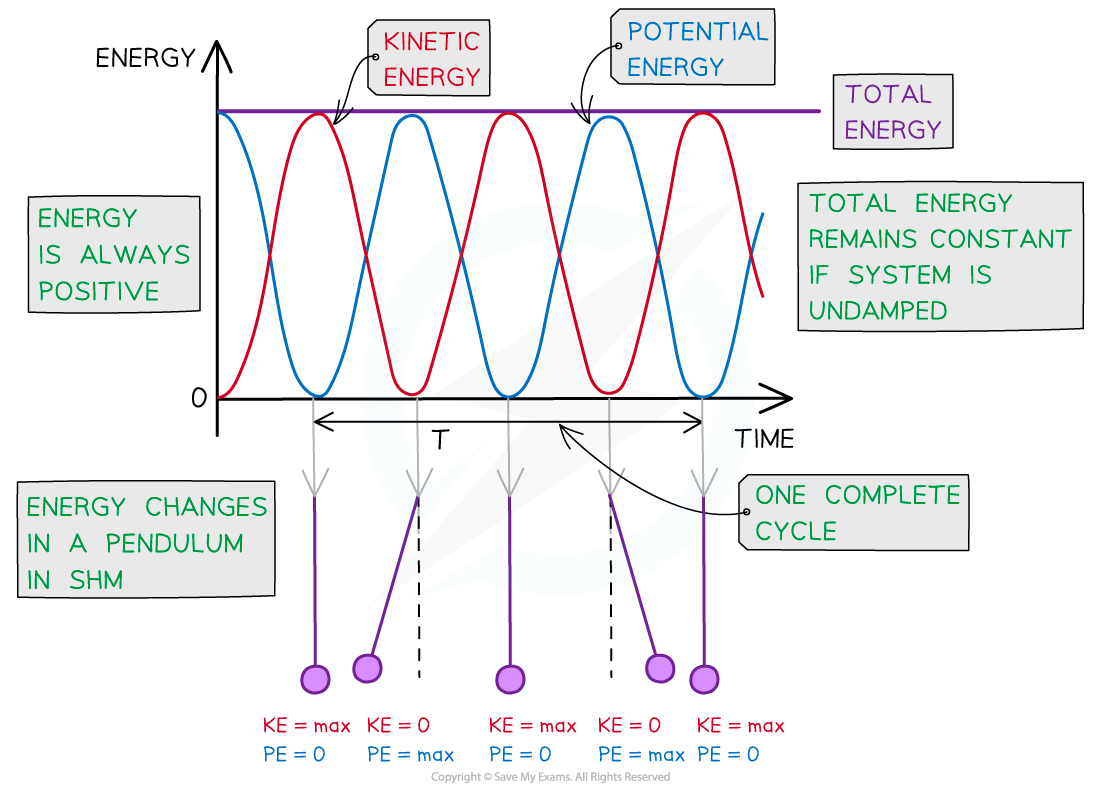 ENERGY
KINETIC
ENERGY
POTENTIAL
ENERGY
TOTAL
ENERGY
ENERGY
IS ALWAYS
POSITIVE
TOTAL ENERGY
REMAINS CONSTANT
IF SYSTEM IS
UNDAMPED
0
T
TIME
ENERGY CHANGES
IN A PENDULUM
IN SHM
ONE COMPLETE
CYCLE
KE = max KE = 0 KE = max KE = 0 KE = max
PE = 0 PE = max PE = 0 PE = max PE = 0
Copyright © Save My Exams. All Rights Reserved